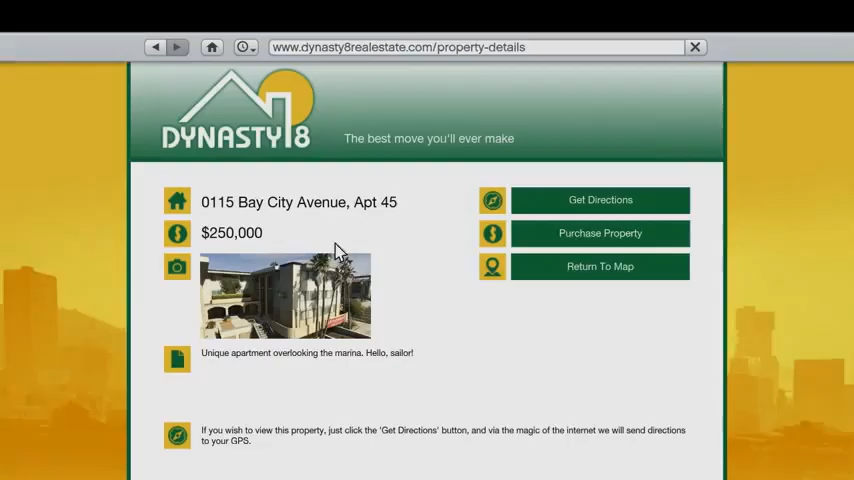 www.dynasty8realestate.com/property-details
DYNASTY 8
The best move you'll ever make
0115 Bay City Avenue, Apt 45
Get Directions
$250,000
Purchase Property
Return To Map
Unique apartment overlooking the marina. Hello, sailor!
If you wish to view this property, just click the 'Get Directions' button, and via the magic of the internet we will send directions
to your GPS.